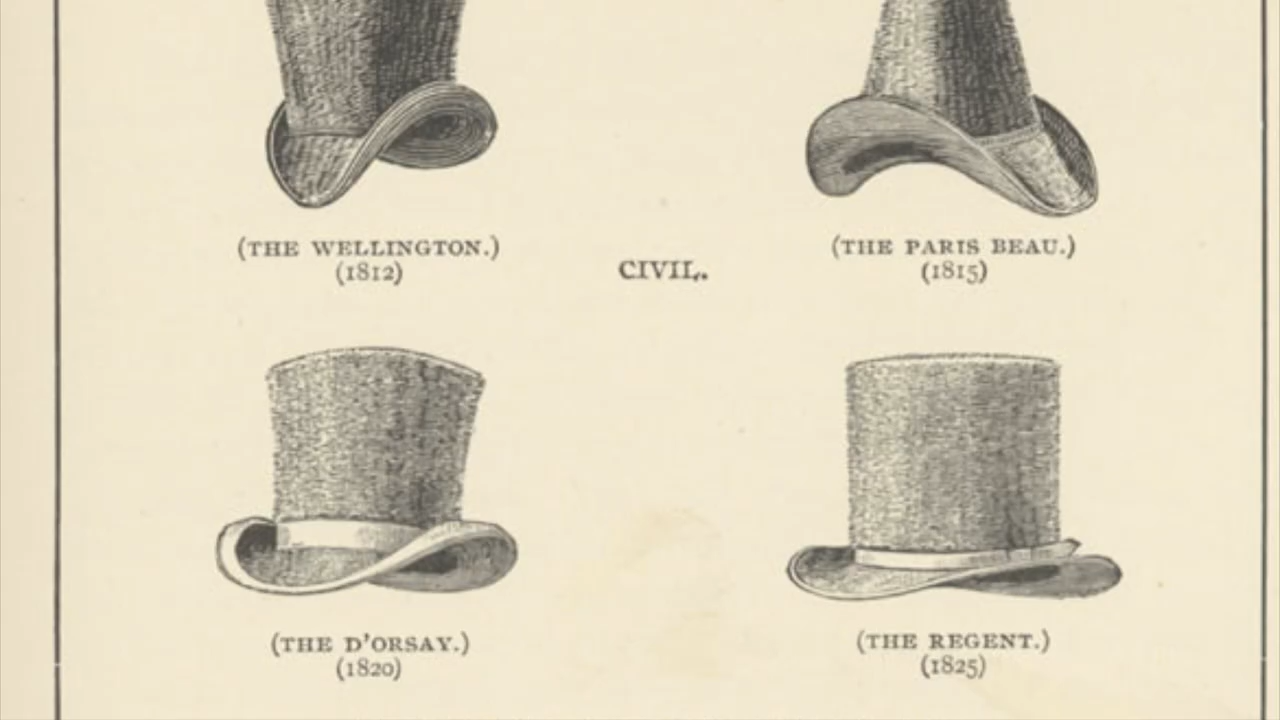 (THE WELLINGTON.)
(1812)
(THE PARIS BEAU.)
(1815)
CIVIL.
(THE D'ORSAY.)
(1820)
(THE REGENT.)
(1825)